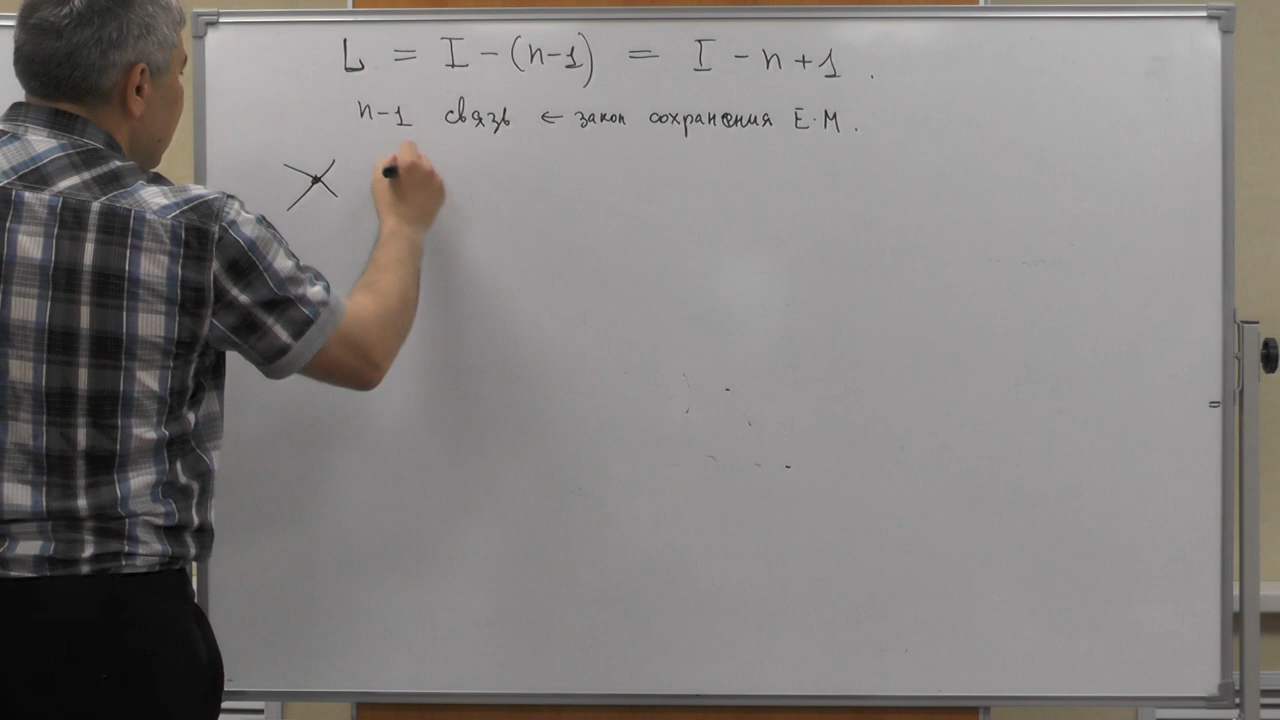 L = I - (n-1) = I - n + 1 .
n-1 связь ← закон сохранения E·M.